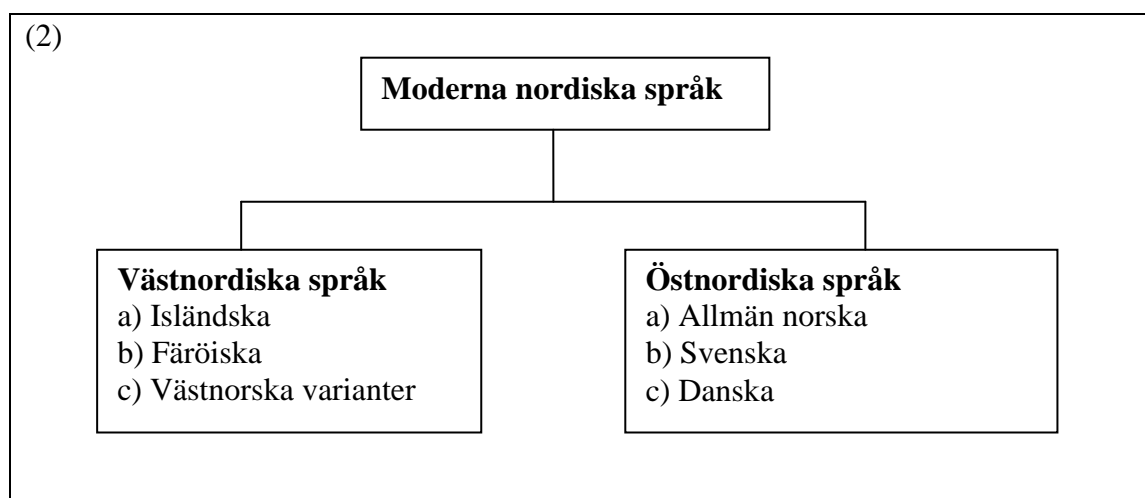 (2)
Moderna nordiska språk
Västnordiska språk
a) Isländska
b) Färöiska
c) Västnorska varianter
Östnordiska språk
a) Allmän norska
b) Svenska
c) Danska